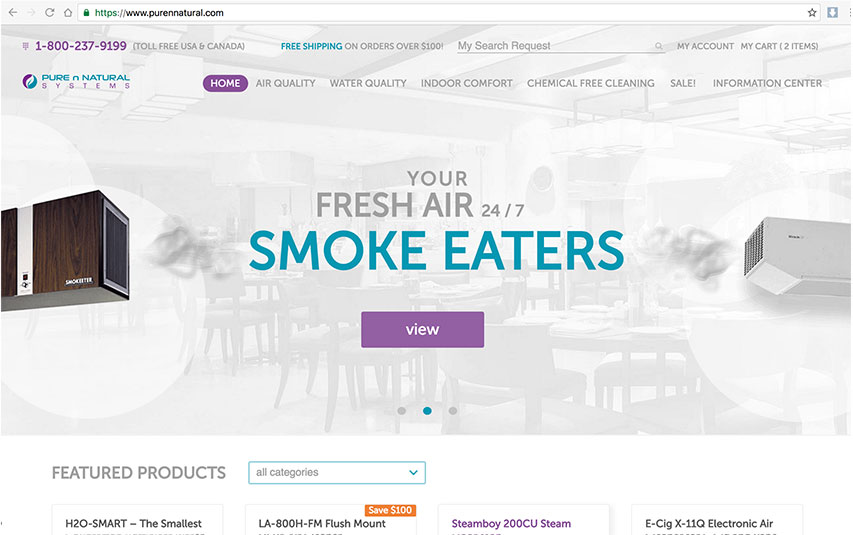 https://www.purennatural.com
1-800-237-9199 (TOLL FREE USA & CANADA) FREE SHIPPING ON ORDERS OVER $100! My Search Request MY ACCOUNT MY CART ( 2 ITEMS)
PURE n NATURAL
SYSTEMS
HOME AIR QUALITY WATER QUALITY INDOOR COMFORT CHEMICAL FREE CLEANING SALE! INFORMATION CENTER
YOUR
FRESH AIR 24 / 7
SMOKE EATERS
SMOKEETER
view
FEATURED PRODUCTS all categories
Save $100
H2O-SMART – The Smallest LA-800H-FM Flush Mount Steamboy 200CU Steam E-Cig X-11Q Electronic Air